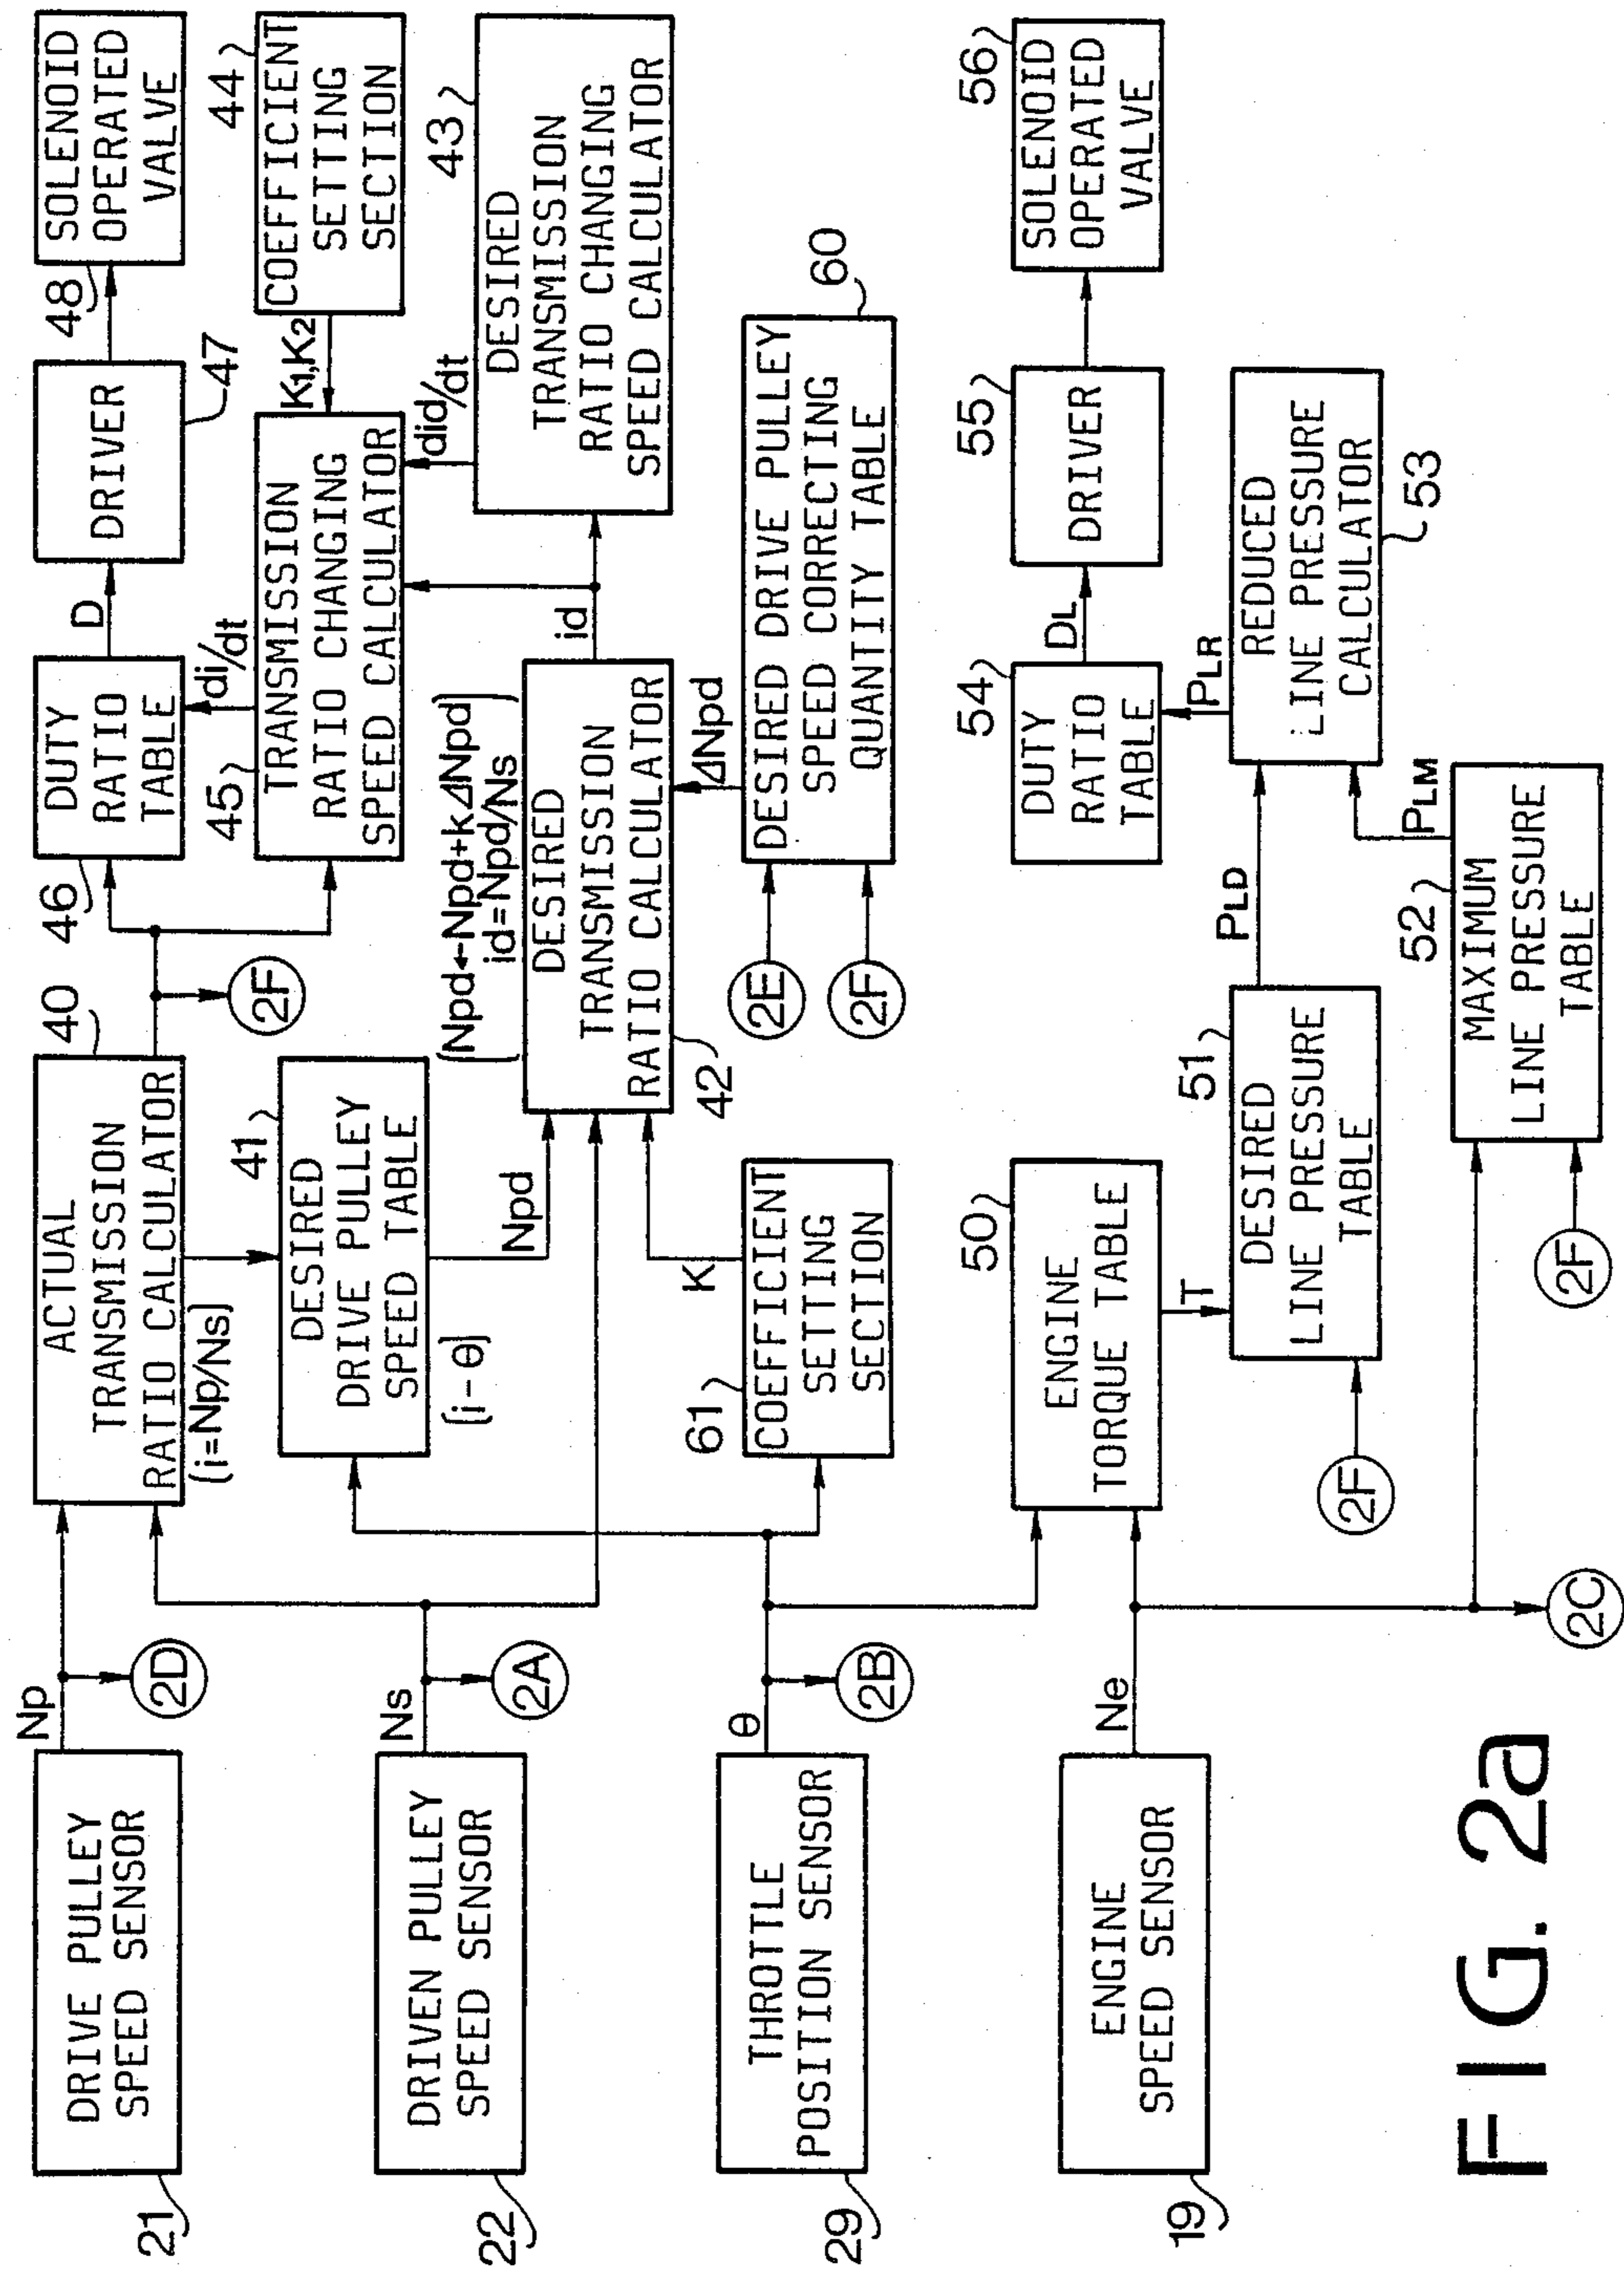 DRIVE PULLEY
SPEED SENSOR
21
Np
2D
ACTUAL
TRANSMISSION
RATIO CALCULATOR
(i=Np/Ns)
40
2F
46
DUTY
RATIO
TABLE
D
DRIVER
47
48
SOLENOID
OPERATED
VALVE
DRIVEN PULLEY
SPEED SENSOR
22
Ns
2A
41
DESIRED
DRIVE PULLEY
SPEED TABLE
(i-θ)
Npd
45
di/dt
TRANSMISSION
RATIO CHANGING
SPEED CALCULATOR
K1,K2
44
COEFFICIENT
SETTING
SECTION
(Npd←Npd+k⊿Npd
id=Npd/Ns)
DESIRED
TRANSMISSION
RATIO CALCULATOR
42
id
did/dt
43
DESIRED
TRANSMISSION
RATIO CHANGING
SPEED CALCULATOR
THROTTLE
POSITION SENSOR
29
θ
2B
K
61
COEFFICIENT
SETTING
SECTION
2E
2F
⊿Npd
DESIRED DRIVE PULLEY
SPEED CORRECTING
QUANTITY TABLE
60
ENGINE
SPEED SENSOR
19
Ne
2C
50
ENGINE
TORQUE TABLE
T
54
DUTY
RATIO
TABLE
DL
55
DRIVER
56
SOLENOID
OPERATED
VALVE
2F
51
DESIRED
LINE PRESSURE
TABLE
PLD
PLR
REDUCED
LINE PRESSURE
CALCULATOR
53
2F
52
MAXIMUM
LINE PRESSURE
TABLE
PLM
FIG. 2a